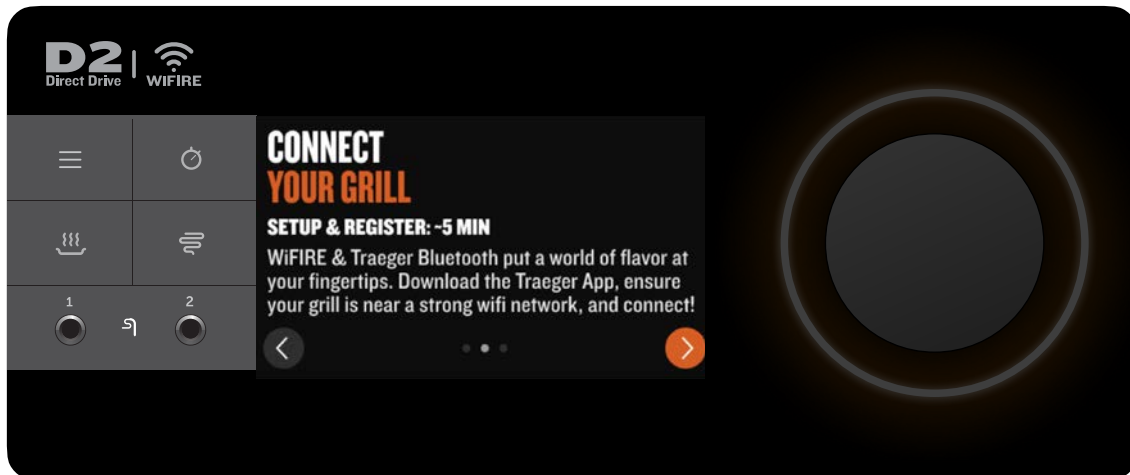 D2
Direct Drive
WiFIRE
CONNECT
YOUR GRILL
SETUP & REGISTER: ~5 MIN
WiFIRE & Traeger Bluetooth put a world of flavor at
your fingertips. Download the Traeger App, ensure
your grill is near a strong wifi network, and connect!
1 2